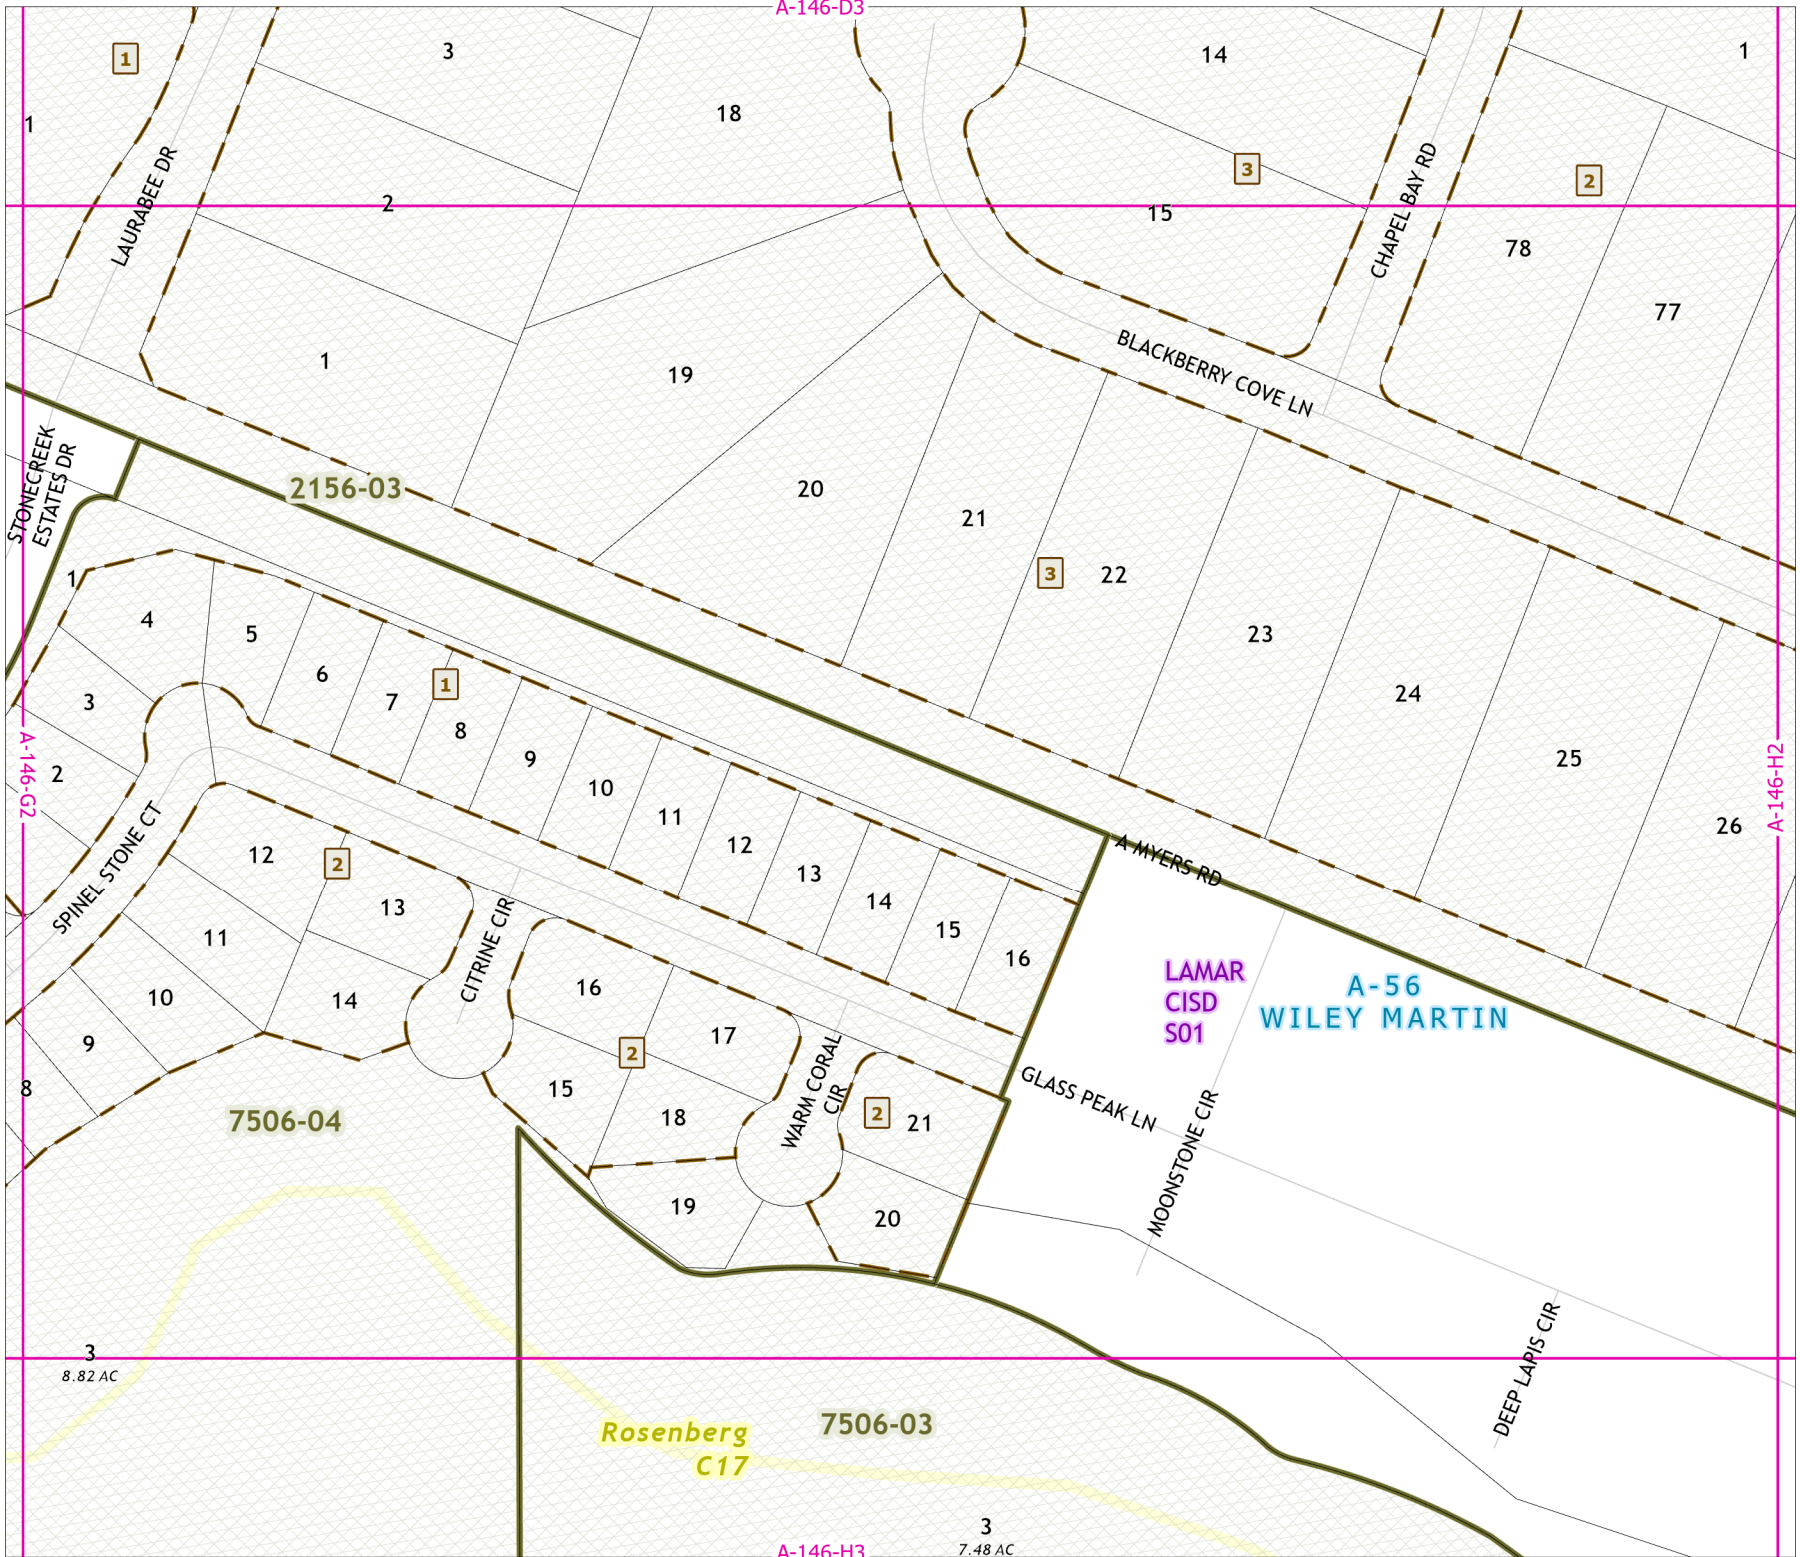 A-146-D3
1
3
14
1
18
1
3
2
2
15
LAURABEE DR
CHAPEL BAY RD
78
77
1
19
BLACKBERRY COVE LN
STONECREEK
ESTATES DR
2156-03
20
21
22
3
1
4
5
23
6
1
7
3
24
8
9
2
25
A-146-G2
A-146-H2
10
11
26
12
12
2
13
A MYERS RD
SPINEL STONE CT
14
13
15
11
16
CITRINE CIR
LAMAR
CISD
S01
A-56
WILEY MARTIN
16
10
14
17
9
2
WARM CORAL
CIR
15
8
GLASS PEAK LN
18
2
21
7506-04
MOONSTONE CIR
19
20
3
8.82 AC
DEEP LAPIS CIR
Rosenberg
C17
7506-03
3
7.48 AC
A-146-H3